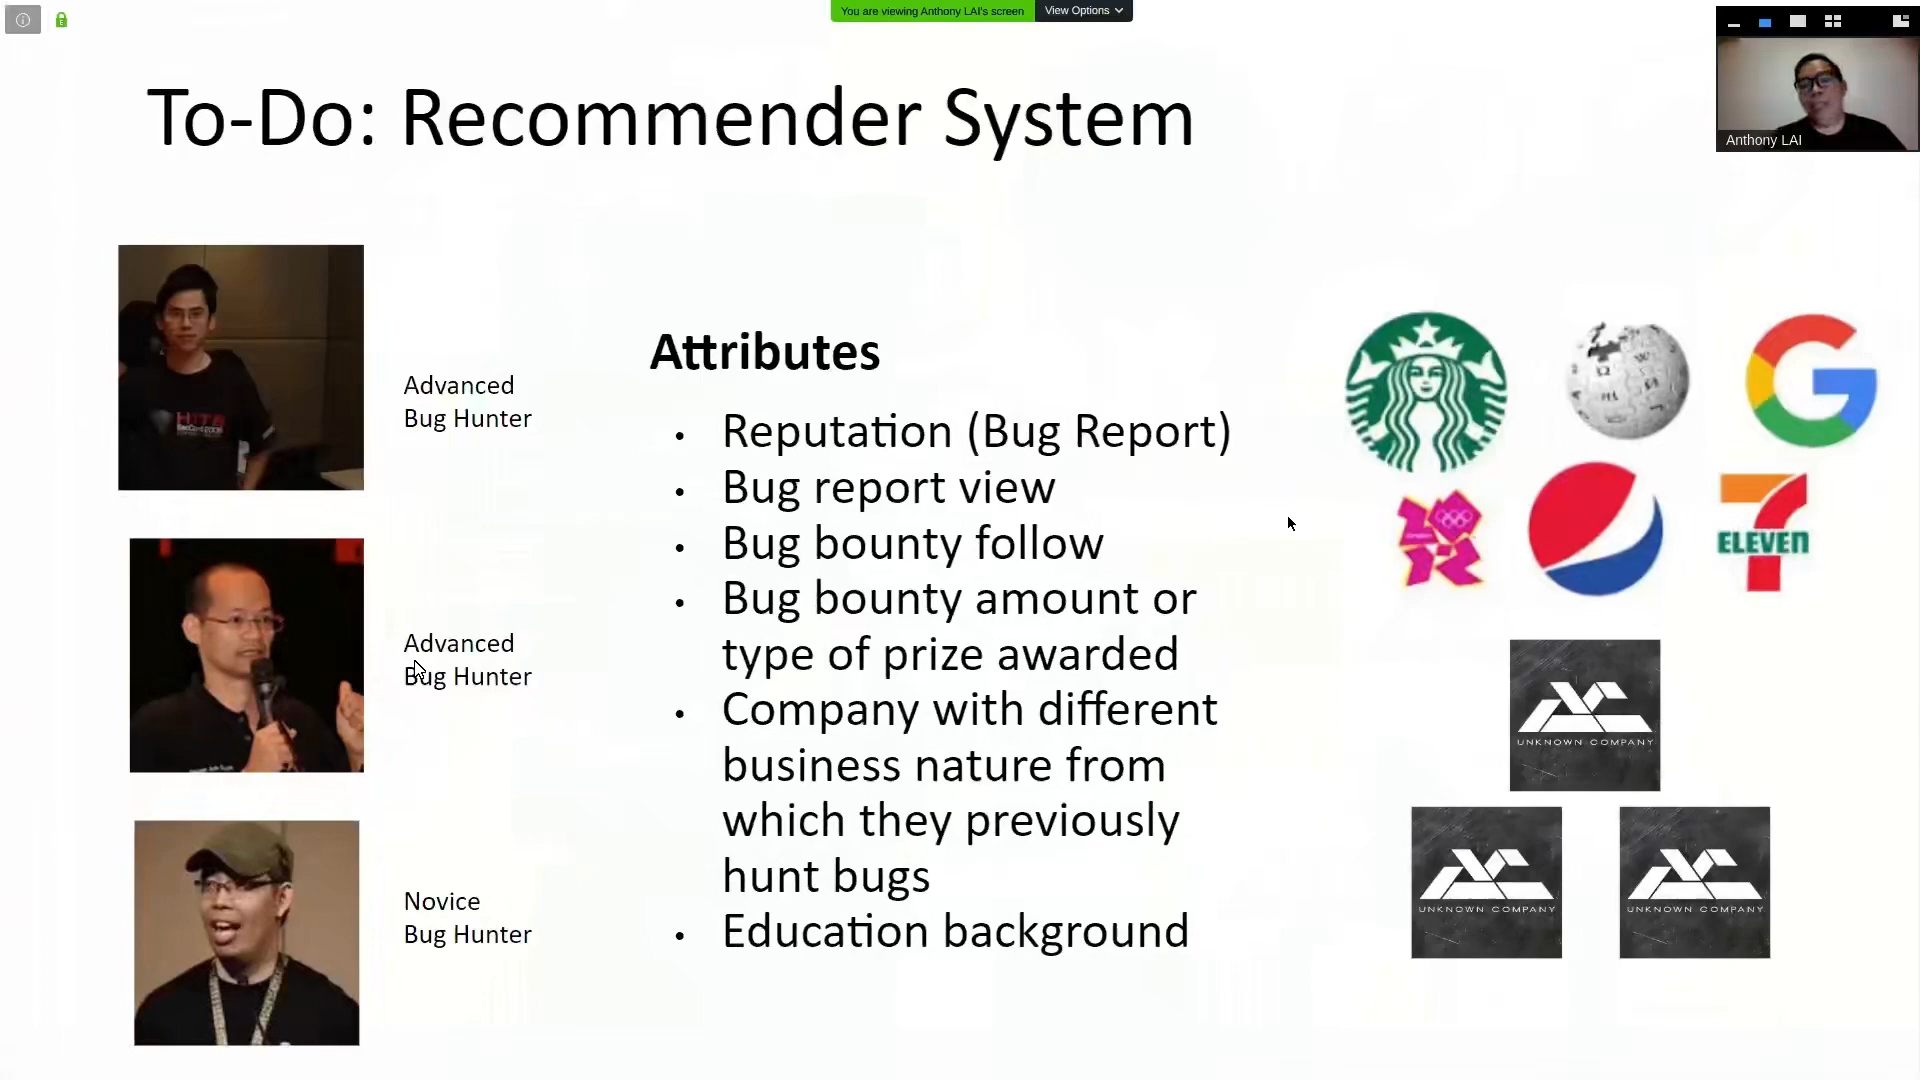 You are viewing Anthony LAI's screen
View Options
Anthony LAI
To-Do: Recommender System
Advanced
Bug Hunter
Advanced
Bug Hunter
Novice
Bug Hunter
Attributes
• Reputation (Bug Report)
• Bug report view
• Bug bounty follow
• Bug bounty amount or
type of prize awarded
• Company with different
business nature from
which they previously
hunt bugs
• Education background
ELEVEN
UNKNOWN COMPANY
UNKNOWN COMPANY
UNKNOWN COMPANY